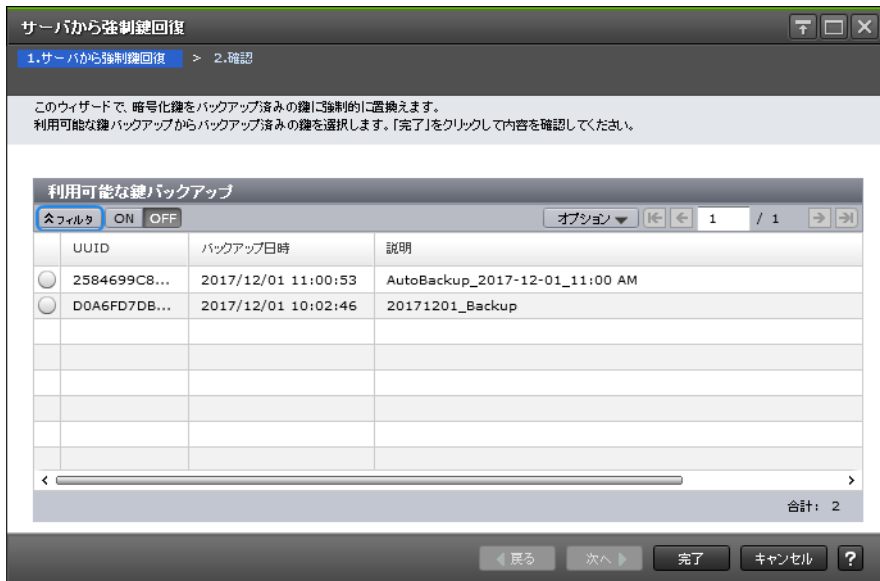 サーバから強制鍵回復
1.サーバから強制鍵回復 > 2.確認
このウィザードで、暗号化鍵をバックアップ済みの鍵に強制的に置換えます。
利用可能な鍵バックアップからバックアップ済みの鍵を選択します。「完了」をクリックして内容を確認してください。
利用可能な鍵バックアップ
フィルタ ON OFF オプション 1 / 1
UUID バックアップ日時 説明
2584699C8... 2017/12/01 11:00:53 AutoBackup_2017-12-01_11:00 AM
D0A6FD7DB... 2017/12/01 10:02:46 20171201_Backup
合計: 2
戻る 次へ 完了 キャンセル ?